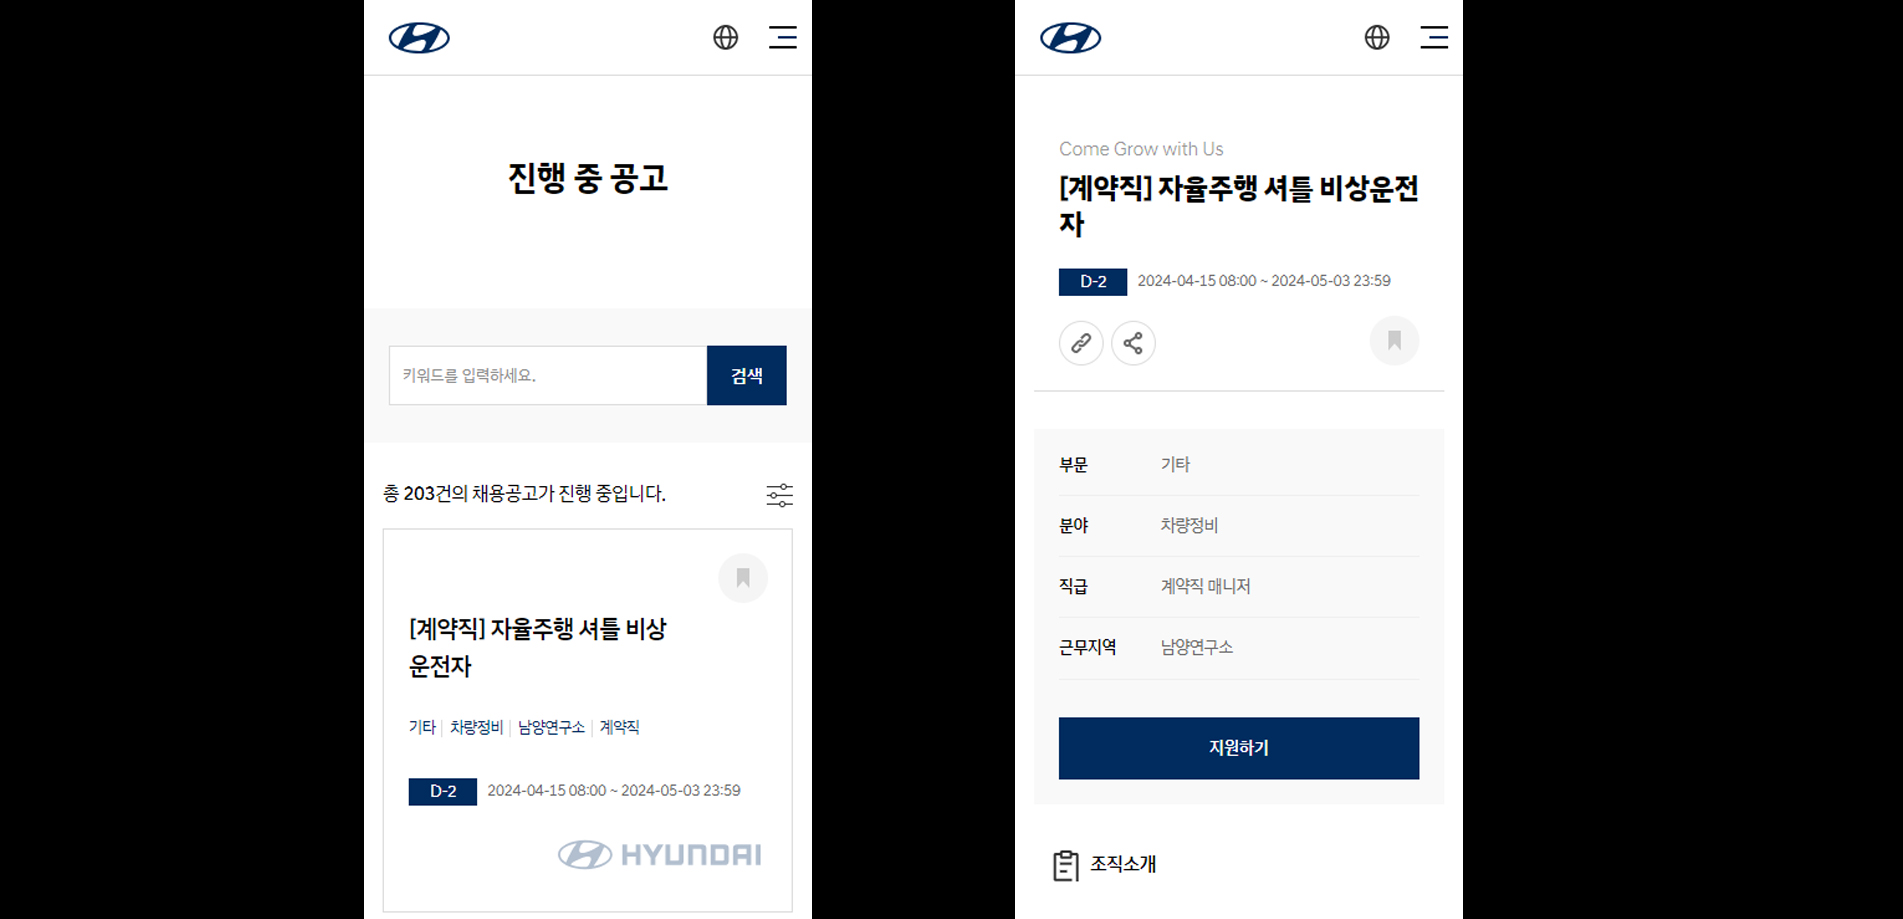 진행 중 공고
키워드를 입력하세요.
검색
총 203건의 채용공고가 진행 중입니다.
[계약직] 자율주행 셔틀 비상
운전자
기타 | 차량정비 | 남양연구소 | 계약직
D-2 2024-04-15 08:00 ~ 2024-05-03 23:59
HYUNDAI
Come Grow with Us
[계약직] 자율주행 셔틀 비상운전
자
D-2 2024-04-15 08:00 ~ 2024-05-03 23:59
부문 기타
분야 차량정비
직급 계약직 매니저
근무지역 남양연구소
지원하기
조직소개